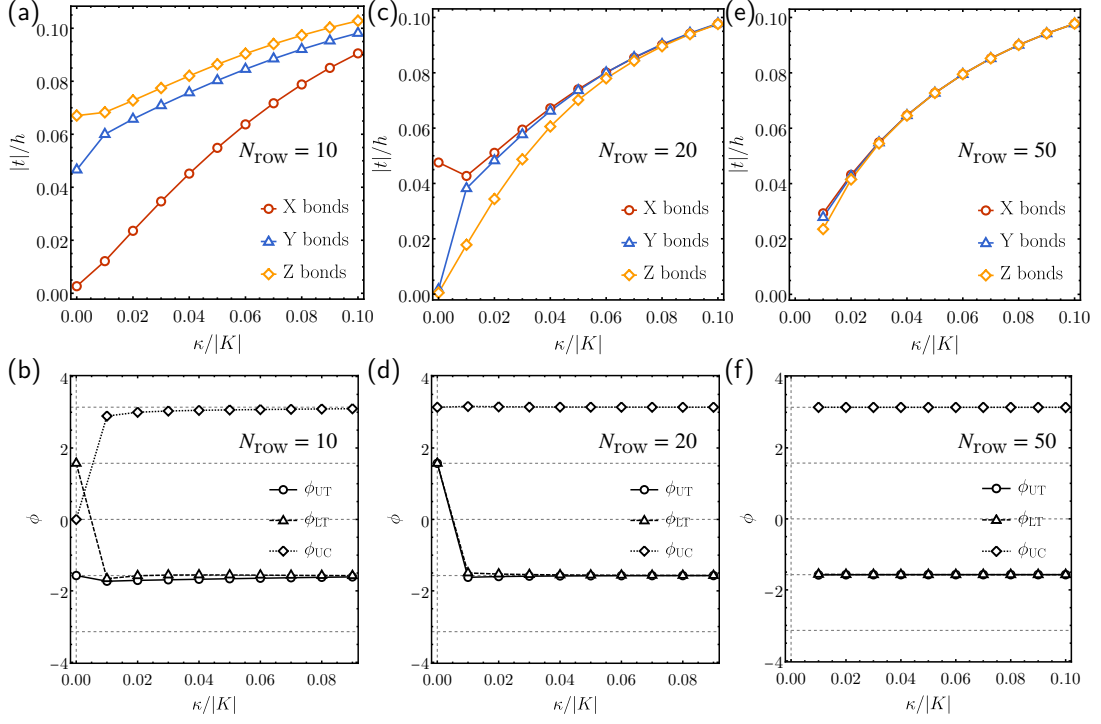 (a)
|t|/h
0.10
0.08
0.06
0.04
0.02
0.00
N_row = 10
X bonds
Y bonds
Z bonds
0.00 0.02 0.04 0.06 0.08 0.10
κ/|K|
(c)
|t|/h
0.10
0.08
0.06
0.04
0.02
0.00
N_row = 20
X bonds
Y bonds
Z bonds
0.00 0.02 0.04 0.06 0.08 0.10
κ/|K|
(e)
|t|/h
0.10
0.08
0.06
0.04
0.02
0.00
N_row = 50
X bonds
Y bonds
Z bonds
0.00 0.02 0.04 0.06 0.08 0.10
κ/|K|
(b)
ϕ
4
2
0
−2
−4
N_row = 10
ϕ_UT
ϕ_LT
ϕ_UC
0.00 0.02 0.04 0.06 0.08
κ/|K|
(d)
ϕ
4
2
0
−2
−4
N_row = 20
ϕ_UT
ϕ_LT
ϕ_UC
0.00 0.02 0.04 0.06 0.08
κ/|K|
(f)
ϕ
4
2
0
−2
−4
N_row = 50
ϕ_UT
ϕ_LT
ϕ_UC
0.00 0.02 0.04 0.06 0.08 0.10
κ/|K|